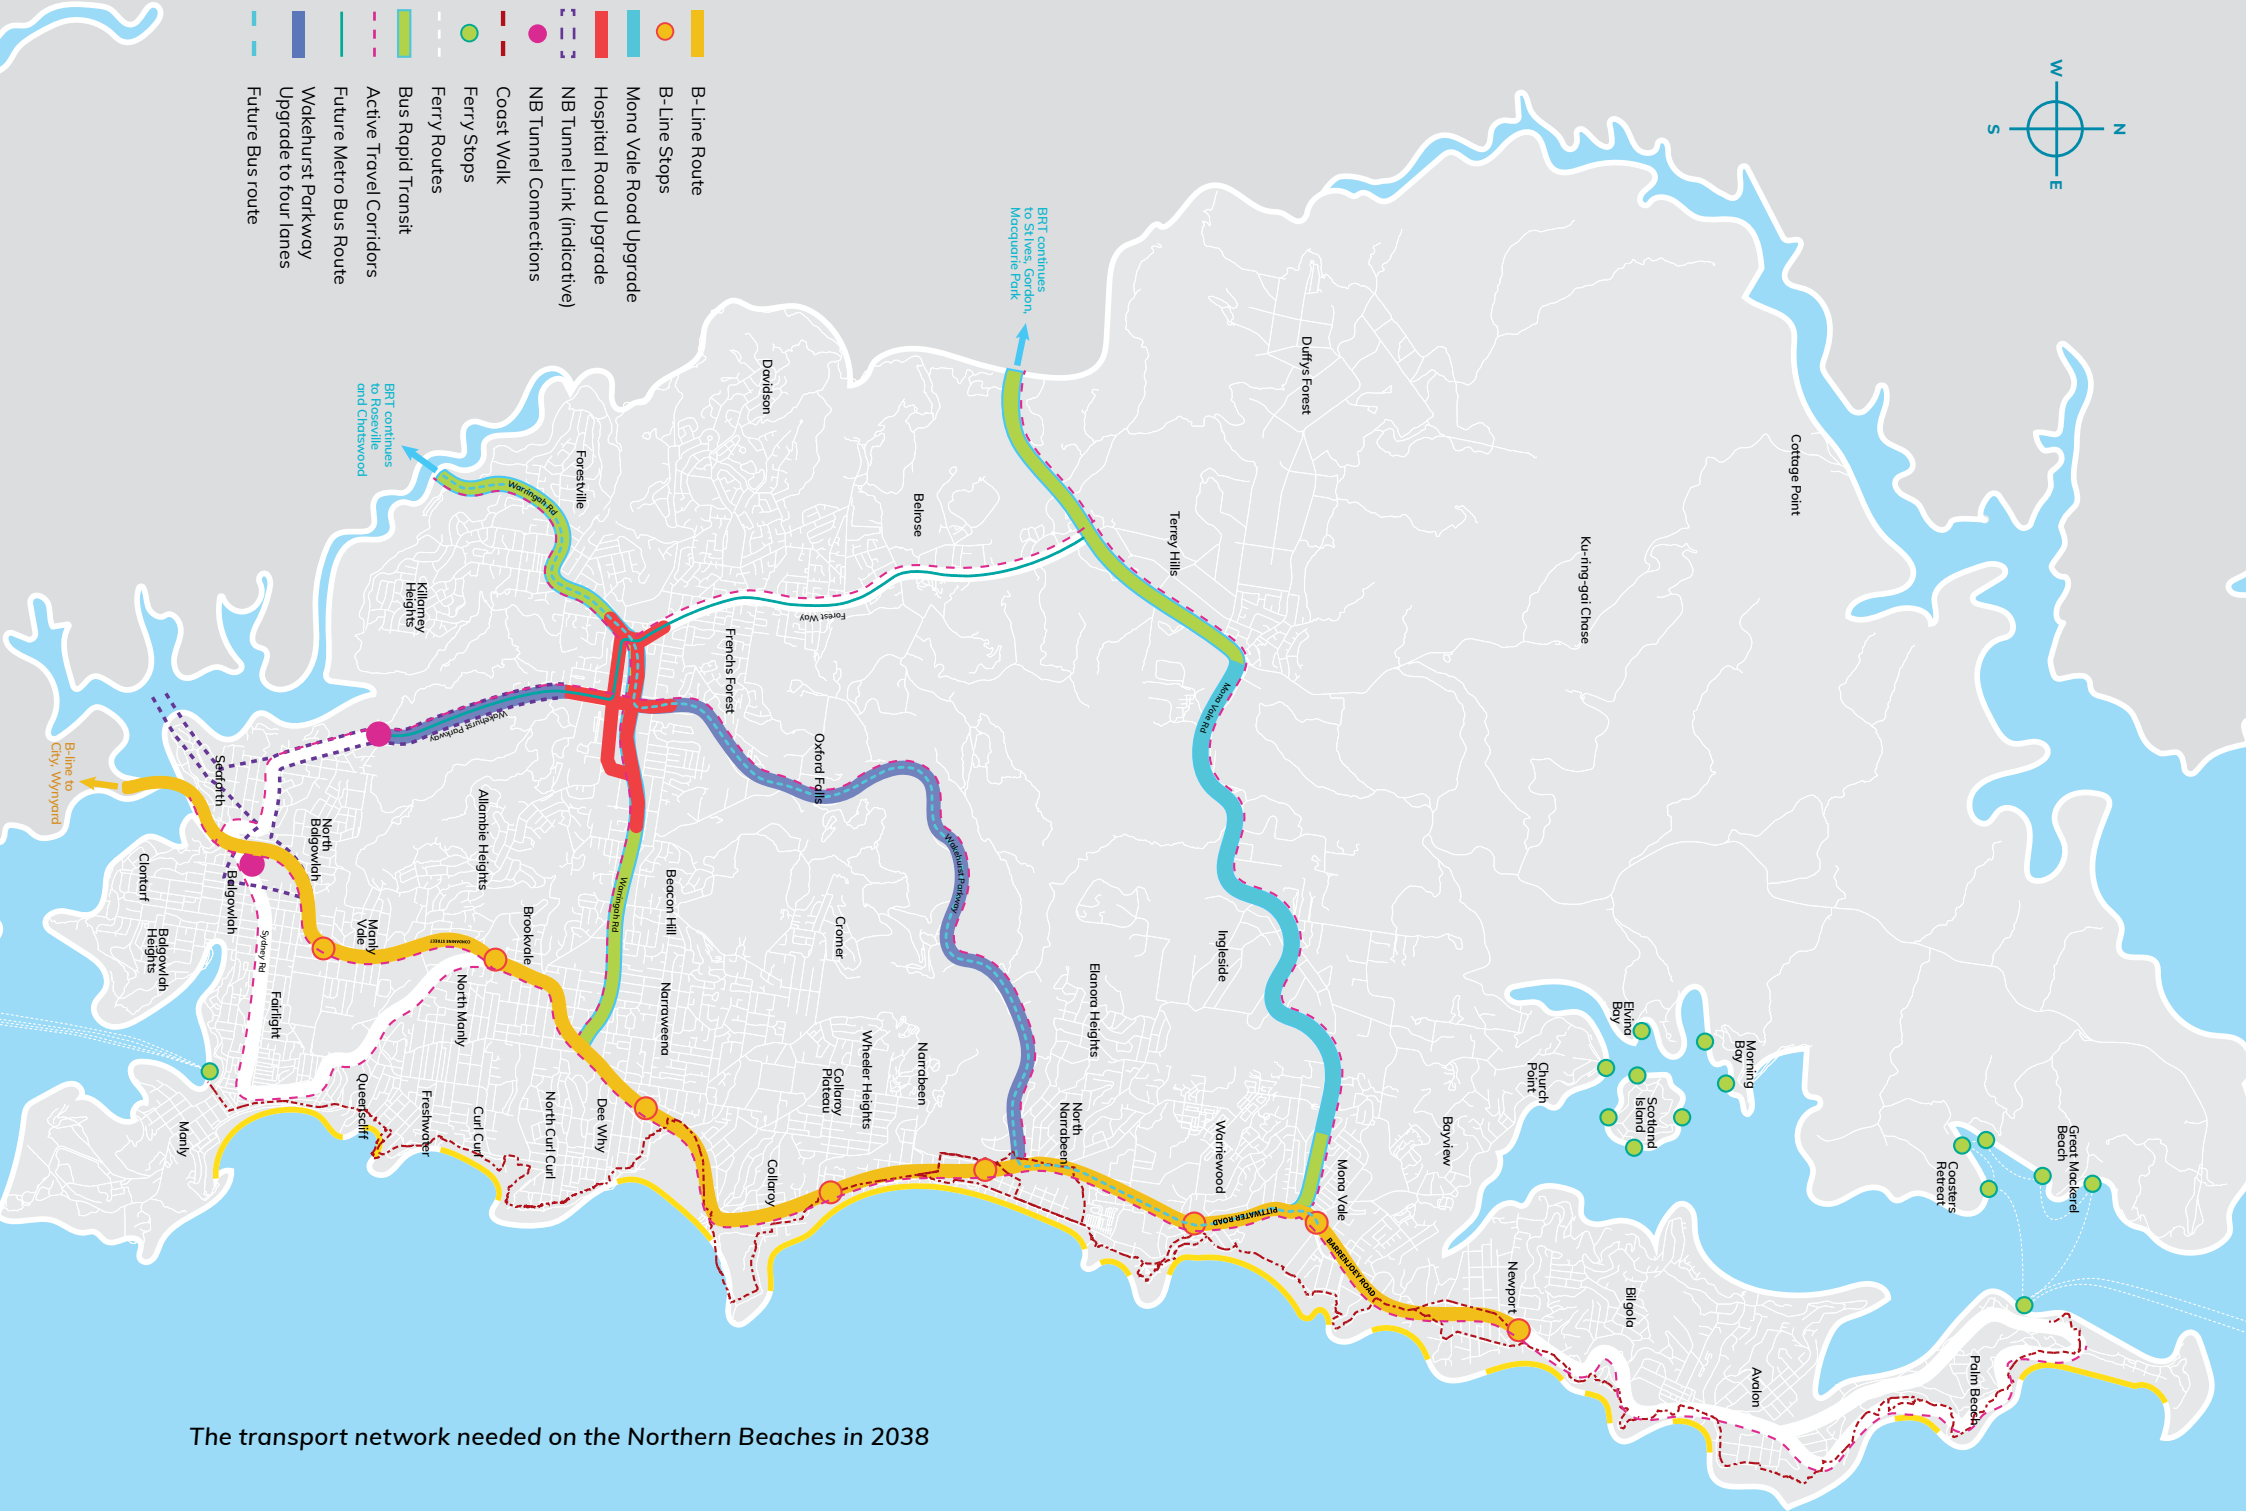 B-Line Route
B-Line Stops
Mona Vale Road Upgrade
Hospital Road Upgrade
NB Tunnel Link (indicative)
NB Tunnel Connections
Coast Walk
Ferry Stops
Ferry Routes
Bus Rapid Transit
Active Travel Corridors
Future Metro Bus Route
Wakehurst Parkway
Upgrade to four lanes
Future Bus route
W
N
S
E
BRT continues
to St Ives, Gordon,
Macquarie Park
BRT continues
to Roseville
and Chatswood
B-line to
City, Wynyard
Cottage Point
Duffys Forest
Ku-ring-gai Chase
Terrey Hills
Belrose
Davidson
Forestville
Killarney
Heights
Frenchs Forest
Oxford Falls
Forest Way
Warringah Rd
Wakehurst Parkway
Mona Vale Rd
Wakehurst Parkway
Warringah Rd
Seaforth
North
Balgowlah
Clontarf
Balgowlah
Balgowlah
Heights
Sydney Rd
Fairlight
Manly
Vale
CONDAMINE STREET
Allambie Heights
Brookvale
Beacon Hill
North Manly
Narraweena
Cromer
Ingleside
Elanora Heights
Wheeler Heights
Collaroy
Plateau
Narrabeen
North
Narrabeen
Warriewood
Mona Vale
Bayview
Church
Point
Elvina
Bay
Morning
Bay
Scotland
Island
Great Mackerel
Beach
Coasters
Retreat
Manly
Queenscliff
Freshwater
Curl Curl
North Curl Curl
Dee Why
Collaroy
PITTWATER ROAD
BARRENJOEY ROAD
Newport
Bilgola
Avalon
Palm Beach
The transport network needed on the Northern Beaches in 2038